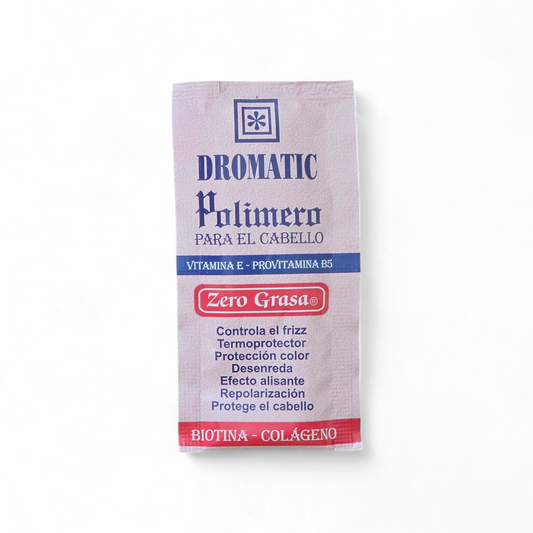 DROMATIC
Polimero
PARA EL CABELLO
VITAMINA E - PROVITAMINA B5
Zero Grasa®
Controla el frizz
Termoprotector
Protección color
Desenreda
Efecto alisante
Repolarización
Protege el cabello
BIOTINA - COLÁGENO